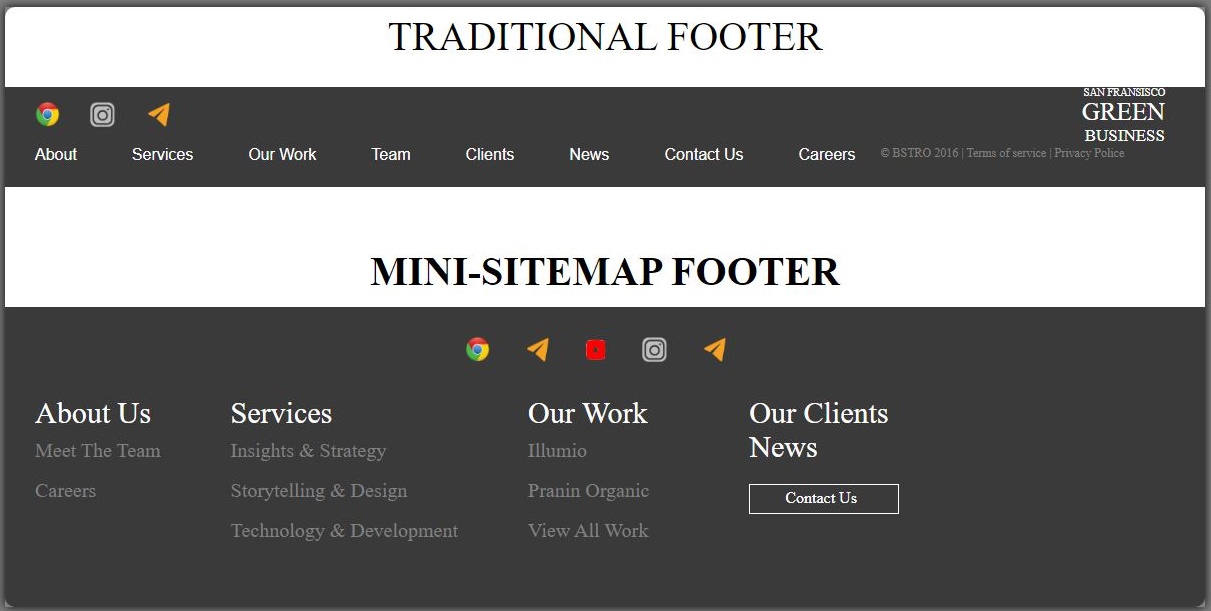 TRADITIONAL FOOTER
SAN FRANSISCO
GREEN
BUSINESS
About Services Our Work Team Clients News Contact Us Careers © BSTRO 2016 | Terms of service | Privacy Police
MINI-SITEMAP FOOTER
About Us
Meet The Team
Careers
Services
Insights & Strategy
Storytelling & Design
Technology & Development
Our Work
Illumio
Pranin Organic
View All Work
Our Clients
News
Contact Us